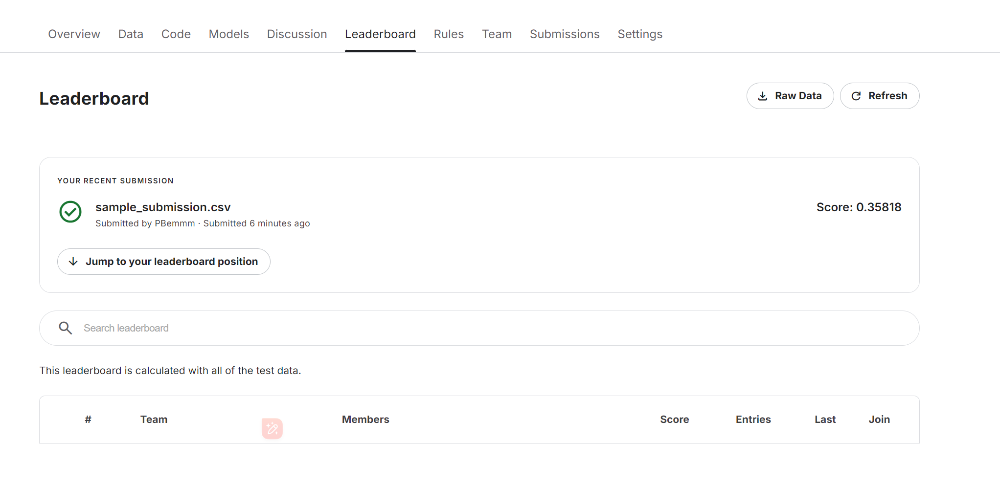 Overview Data Code Models Discussion Leaderboard Rules Team Submissions Settings
Leaderboard
Raw Data Refresh
YOUR RECENT SUBMISSION
sample_submission.csv Score: 0.35818
Submitted by PBemmm · Submitted 6 minutes ago
Jump to your leaderboard position
Search leaderboard
This leaderboard is calculated with all of the test data.
# Team Members Score Entries Last Join